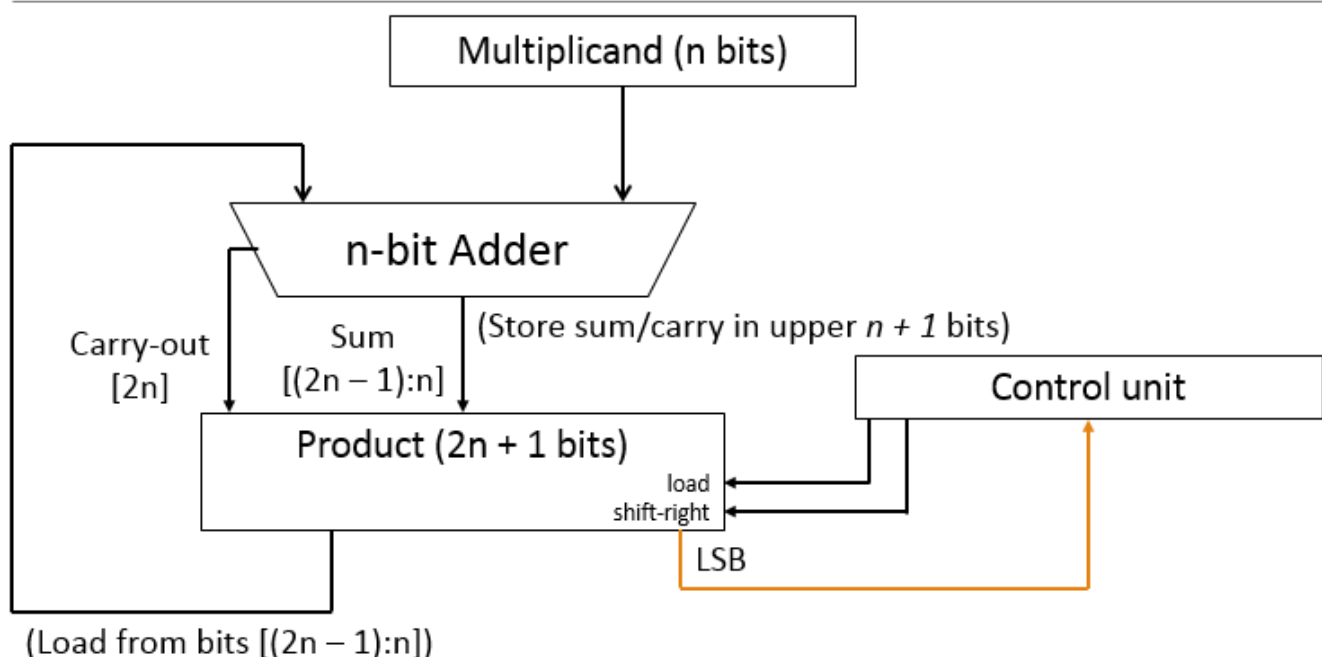 Multiplicand (n bits)
n-bit Adder
(Store sum/carry in upper n + 1 bits)
Carry-out
[2n]
Sum
[(2n – 1):n]
Control unit
Product (2n + 1 bits)
load
shift-right
LSB
(Load from bits [(2n – 1):n])